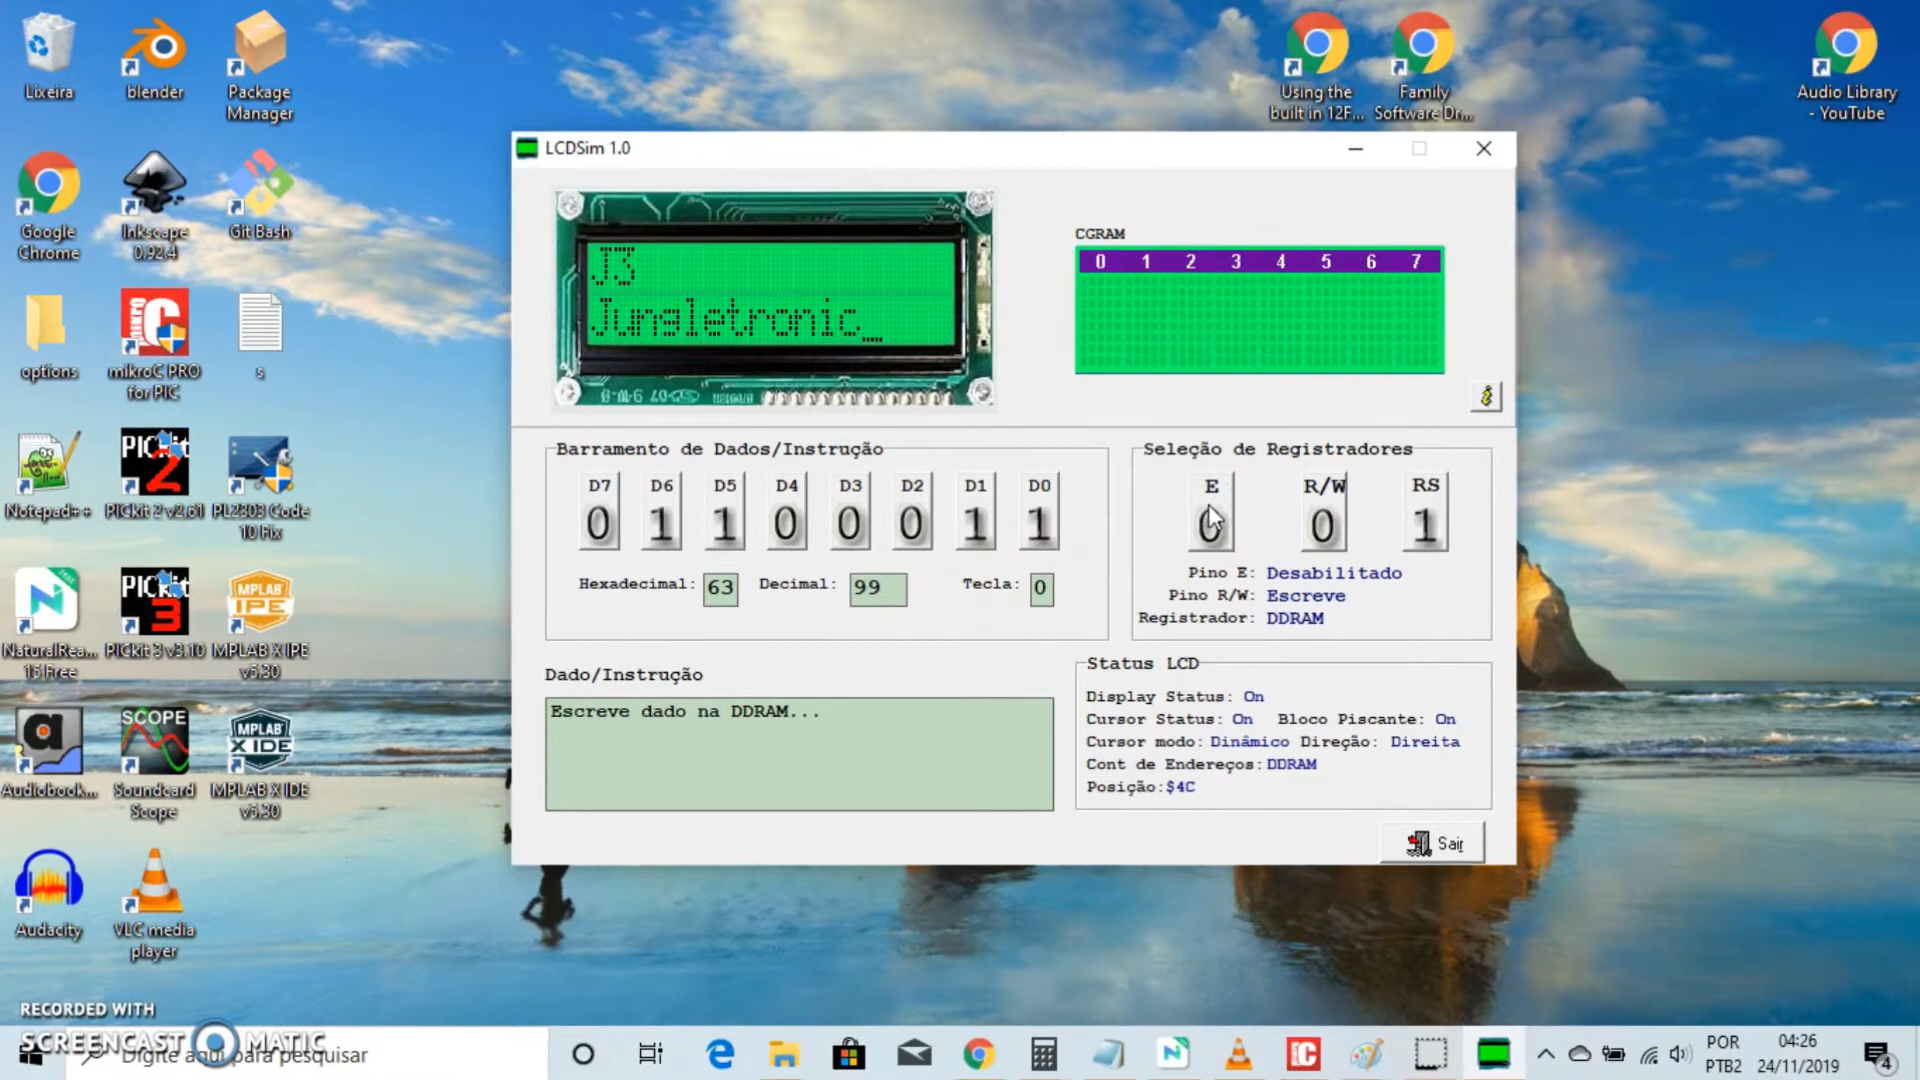 Lixeira
blender
Package
Manager
Using the
built in 12F...
Family
Software Dr...
Audio Library
- YouTube
Google
Chrome
Inkscape
0.92.4
Git Bash
options
mikroC PRO
for PIC
s
Notepad++
PICkit 2 v2.61
PL2303 Code
10 Fix
NaturalRea...
15 Free
PICkit 3 v3.10
MPLAB X IPE
v5.30
Audiobook...
Soundcard
Scope
MPLAB X IDE
v5.30
Audacity
VLC media
player
LCDSim 1.0
J3
Jungletronic_
CGRAM
0 1 2 3 4 5 6 7
Barramento de Dados/Instrução
D7 D6 D5 D4 D3 D2 D1 D0
0 1 1 0 0 0 1 1
Hexadecimal: 63 Decimal: 99 Tecla: 0
Seleção de Registradores
E R/W RS
0 0 1
Pino E: Desabilitado
Pino R/W: Escreve
Registrador: DDRAM
Dado/Instrução
Escreve dado na DDRAM...
Status LCD
Display Status: On
Cursor Status: On Bloco Piscante: On
Cursor modo: Dinâmico Direção: Direita
Cont de Endereços: DDRAM
Posição:$4C
Sair
RECORDED WITH
SCREENCAST MATIC
Digite aqui para pesquisar
POR
PTB2
04:26
24/11/2019
4